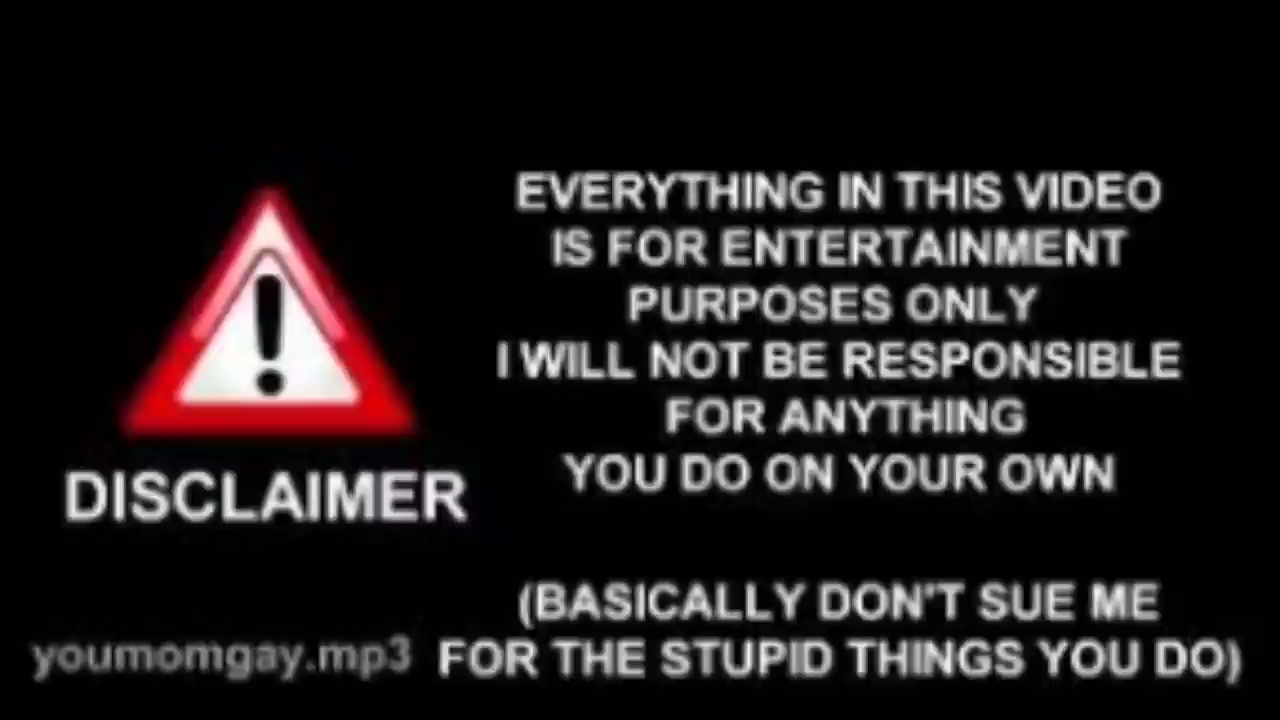 EVERYTHING IN THIS VIDEO
IS FOR ENTERTAINMENT
PURPOSES ONLY
I WILL NOT BE RESPONSIBLE
FOR ANYTHING
YOU DO ON YOUR OWN
!
DISCLAIMER
(BASICALLY DON'T SUE ME
FOR THE STUPID THINGS YOU DO)
youmomgay.mp3